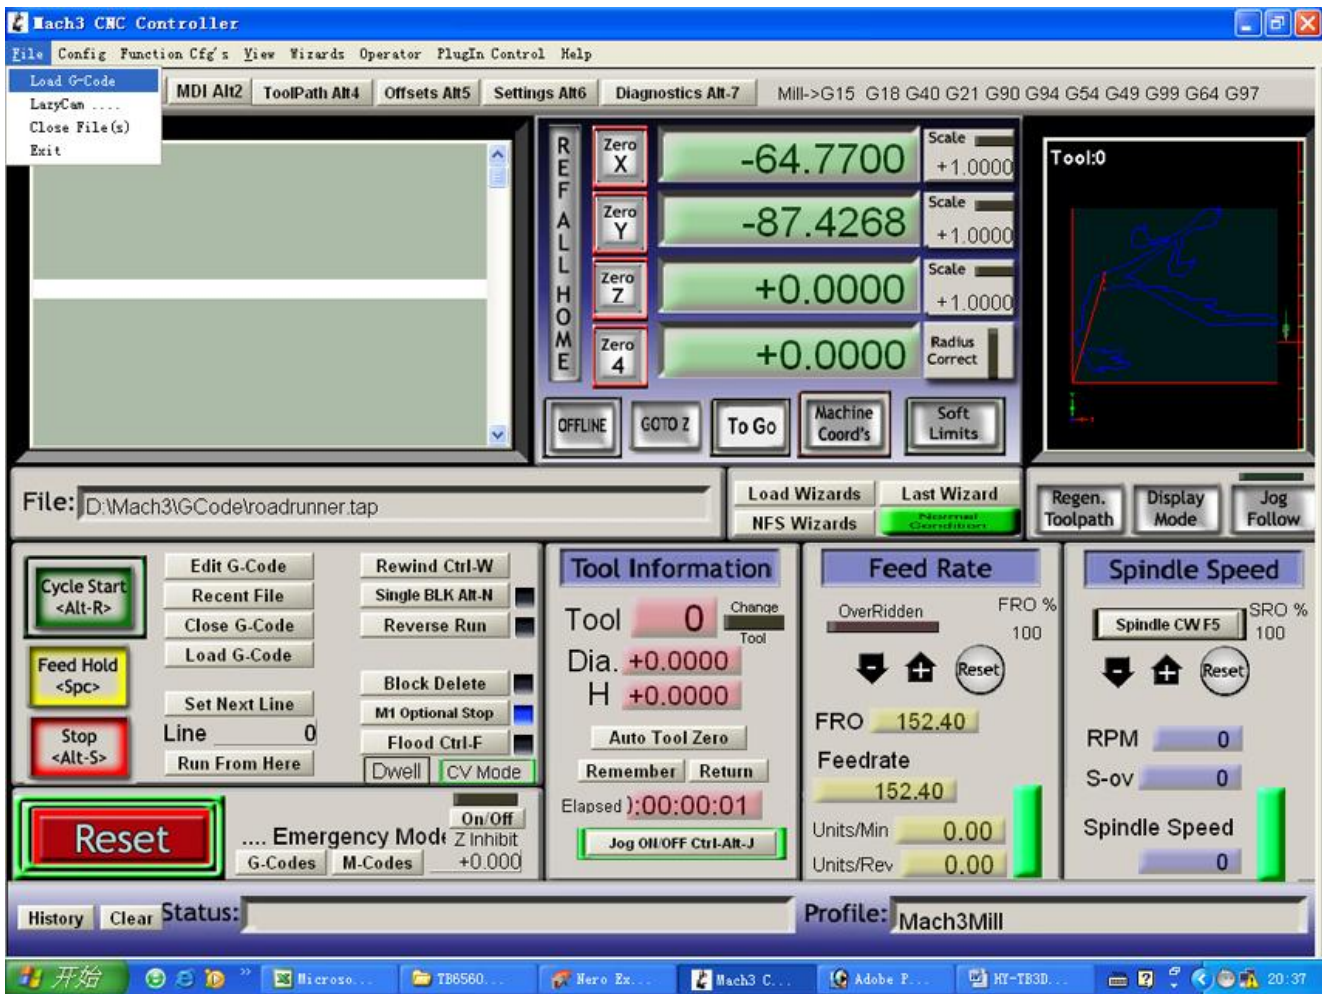 Mach3 CNC Controller
File Config Function Cfg's View Wizards Operator PlugIn Control Help
Load G-Code
LazyCam ....
Close File(s)
Exit
MDI Alt2 ToolPath Alt4 Offsets Alt5 Settings Alt6 Diagnostics Alt-7 Mill->G15 G18 G40 G21 G90 G94 G54 G49 G99 G64 G97
REF ALL HOME
Zero X -64.7700 Scale +1.0000
Zero Y -87.4268 Scale +1.0000
Zero Z +0.0000 Scale +1.0000
Zero 4 +0.0000 Radius Correct
OFFLINE GOTO Z To Go Machine Coord's Soft Limits
Tool:0
File: D:\Mach3\GCode\roadrunner.tap
Load Wizards Last Wizard
NFS Wizards Normal Condition
Regen. Toolpath Display Mode Jog Follow
Cycle Start <Alt-R>
Feed Hold <Spc>
Stop <Alt-S>
Edit G-Code Rewind Ctrl-W
Recent File Single BLK Alt-N
Close G-Code Reverse Run
Load G-Code
Block Delete
Set Next Line M1 Optional Stop
Line 0 Flood Ctrl-F
Run From Here Dwell CV Mode
Reset
.... Emergency Mode
On/Off
Z Inhibit
+0.000
G-Codes M-Codes
Tool Information
Tool 0 Change Tool
Dia. +0.0000
H +0.0000
Auto Tool Zero
Remember Return
Elapsed ):00:00:01
Jog ON/OFF Ctrl-Alt-J
Feed Rate
OverRidden FRO % 100
Reset
FRO 152.40
Feedrate
152.40
Units/Min 0.00
Units/Rev 0.00
Spindle Speed
Spindle CW F5 SRO % 100
Reset
RPM 0
S-ov 0
Spindle Speed
0
History Clear Status: Profile: Mach3Mill
开始 Microso... TB6560... Nero Ex... Mach3 C... Adobe P... HY-TB3D... 20:37